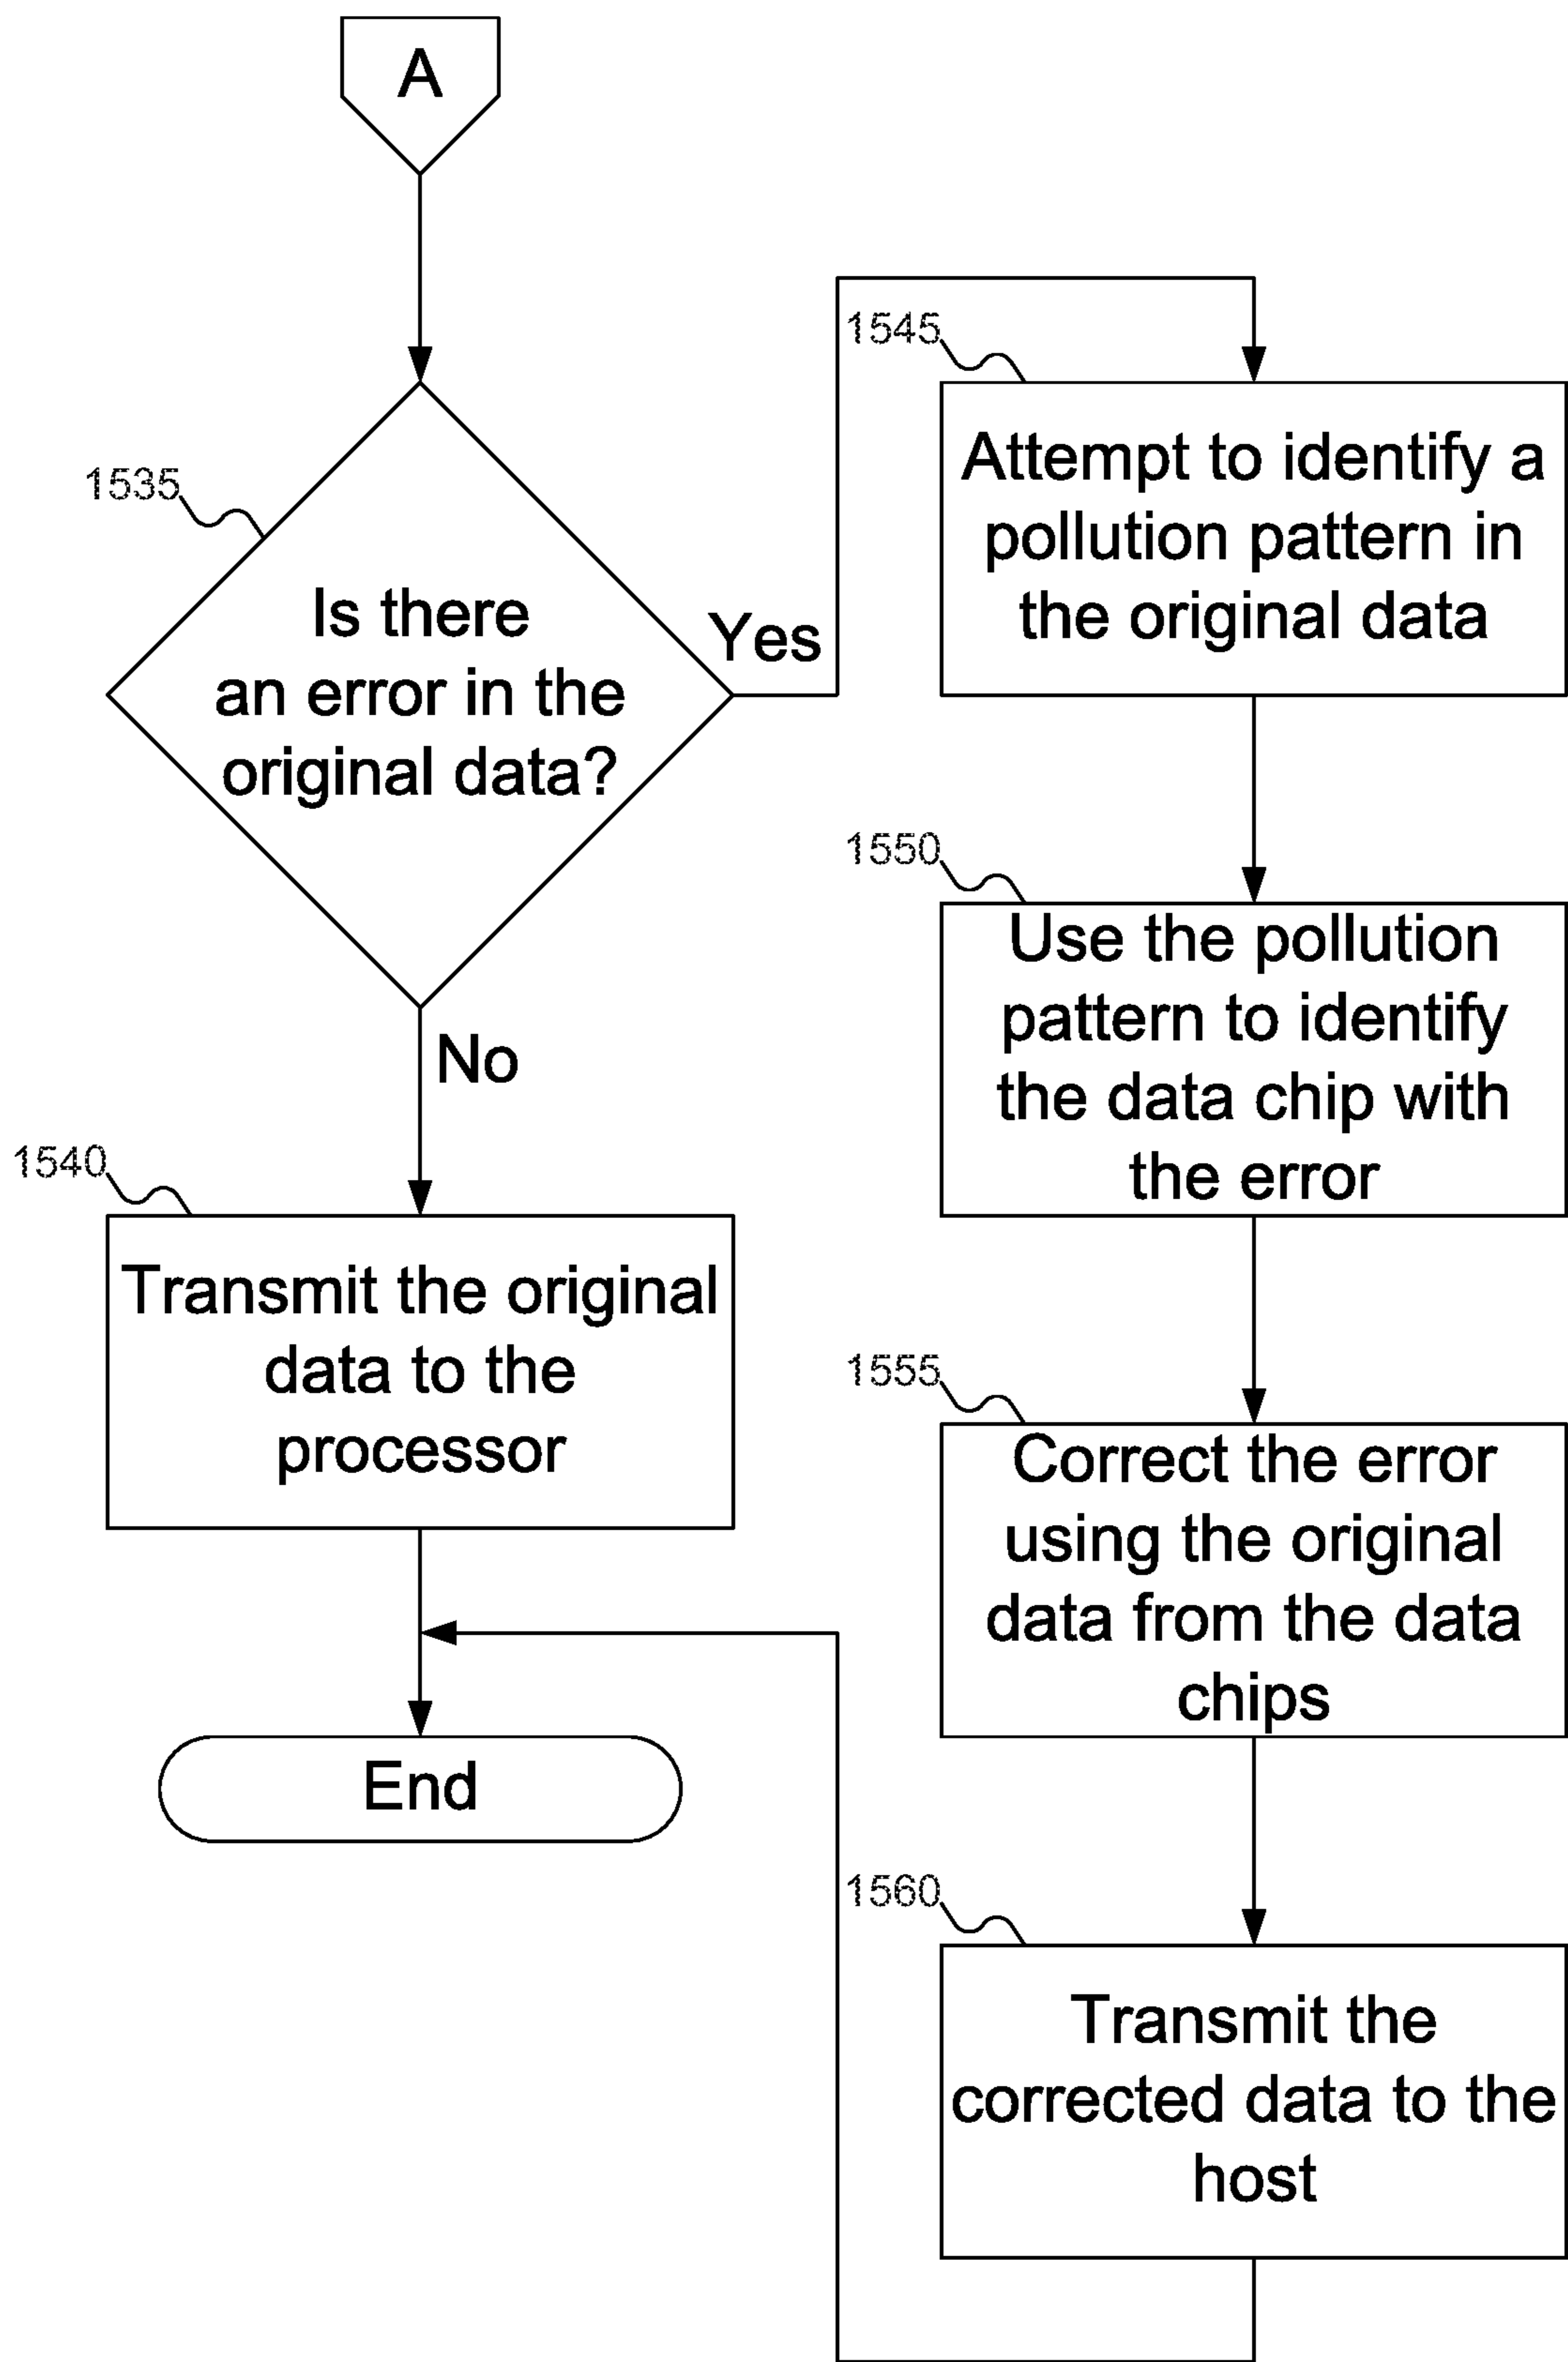 A
1535
Is there
an error in the
original data?
Yes
No
1540
Transmit the original
data to the
processor
End
1545
Attempt to identify a
pollution pattern in
the original data
1550
Use the pollution
pattern to identify
the data chip with
the error
1555
Correct the error
using the original
data from the data
chips
1560
Transmit the
corrected data to the
host